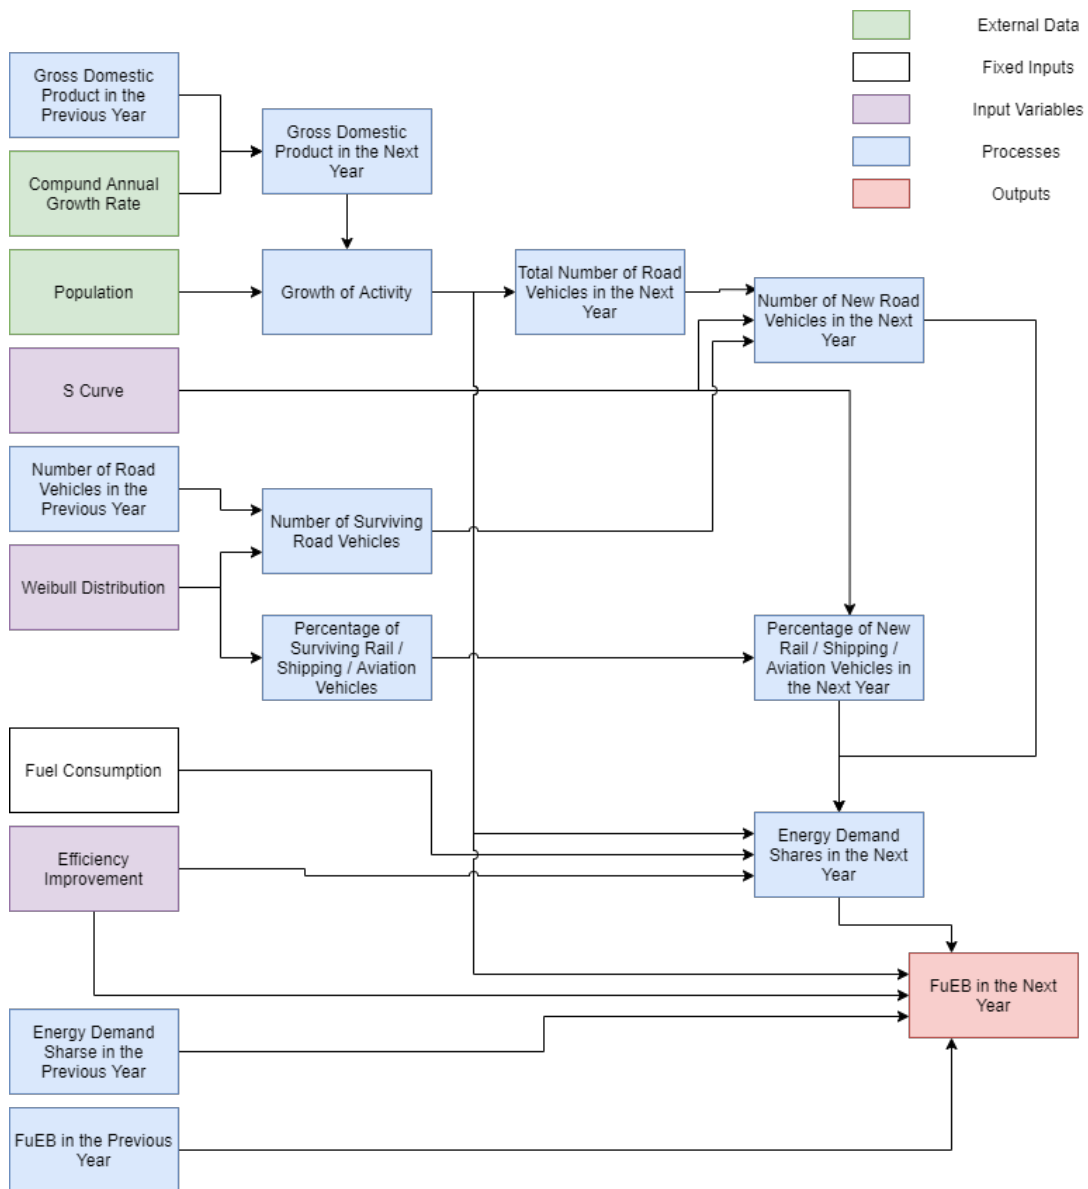 External Data
Fixed Inputs
Input Variables
Processes
Outputs
Gross Domestic
Product in the
Previous Year
Compund Annual
Growth Rate
Gross Domestic
Product in the Next
Year
Population
Growth of Activity
Total Number of Road
Vehicles in the Next
Year
Number of New Road
Vehicles in the Next
Year
S Curve
Number of Road
Vehicles in the
Previous Year
Number of Surviving
Road Vehicles
Weibull Distribution
Percentage of
Surviving Rail /
Shipping / Aviation
Vehicles
Percentage of New
Rail / Shipping /
Aviation Vehicles in
the Next Year
Fuel Consumption
Efficiency
Improvement
Energy Demand
Shares in the Next
Year
FuEB in the Next
Year
Energy Demand
Sharse in the
Previous Year
FuEB in the Previous
Year